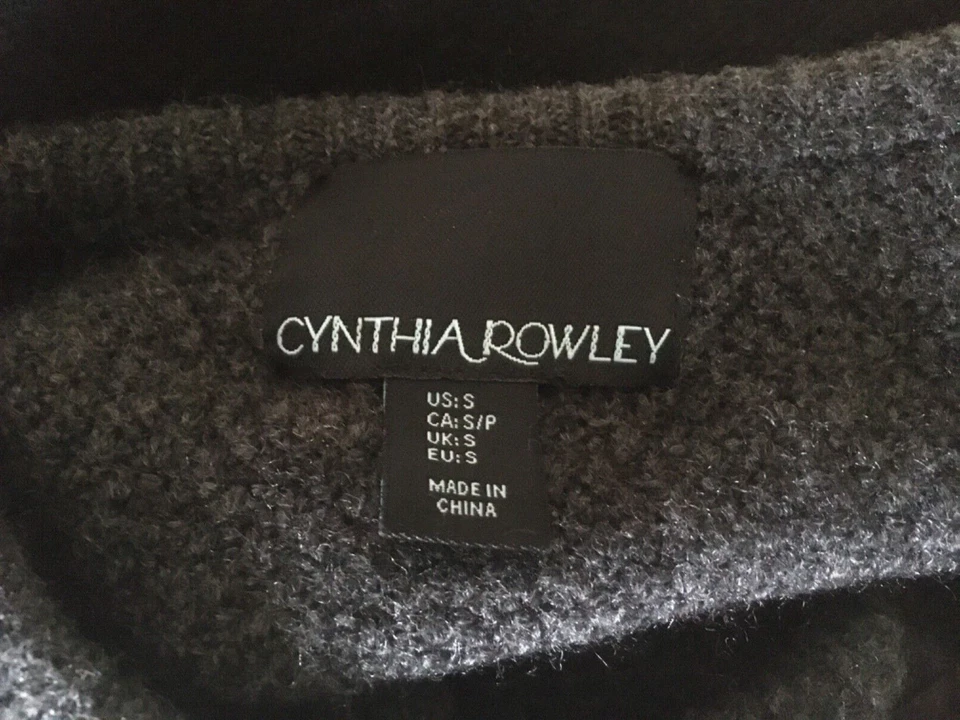 CYNTHIA ROWLEY
US: S
CA: S/P
UK: S
EU: S
MADE IN
CHINA